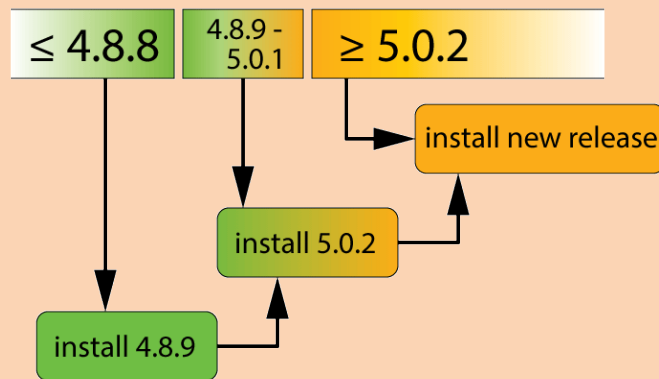 ≤ 4.8.8
4.8.9 -
5.0.1
≥ 5.0.2
install new release
install 5.0.2
install 4.8.9